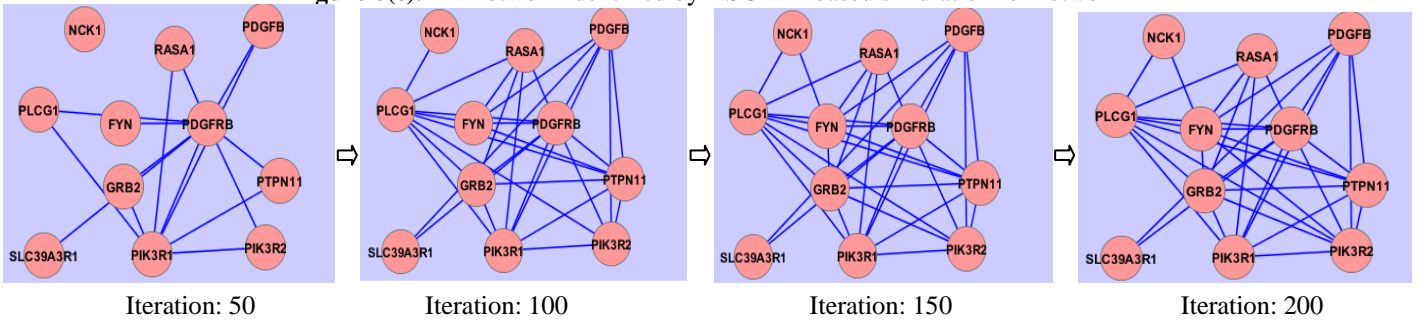 NCK1
RASA1
PDGFB
PLCG1
FYN
PDGFRB
GRB2
PTPN11
SLC39A3R1
PIK3R1
PIK3R2
NCK1
RASA1
PDGFB
PLCG1
FYN
PDGFRB
GRB2
PTPN11
SLC39A3R1
PIK3R1
PIK3R2
NCK1
RASA1
PDGFB
PLCG1
FYN
PDGFRB
GRB2
PTPN11
SLC39A3R1
PIK3R1
PIK3R2
NCK1
RASA1
PDGFB
PLCG1
FYN
PDGFRB
GRB2
PTPN11
SLC39A3R1
PIK3R1
PIK3R2
Iteration: 50
Iteration: 100
Iteration: 150
Iteration: 200